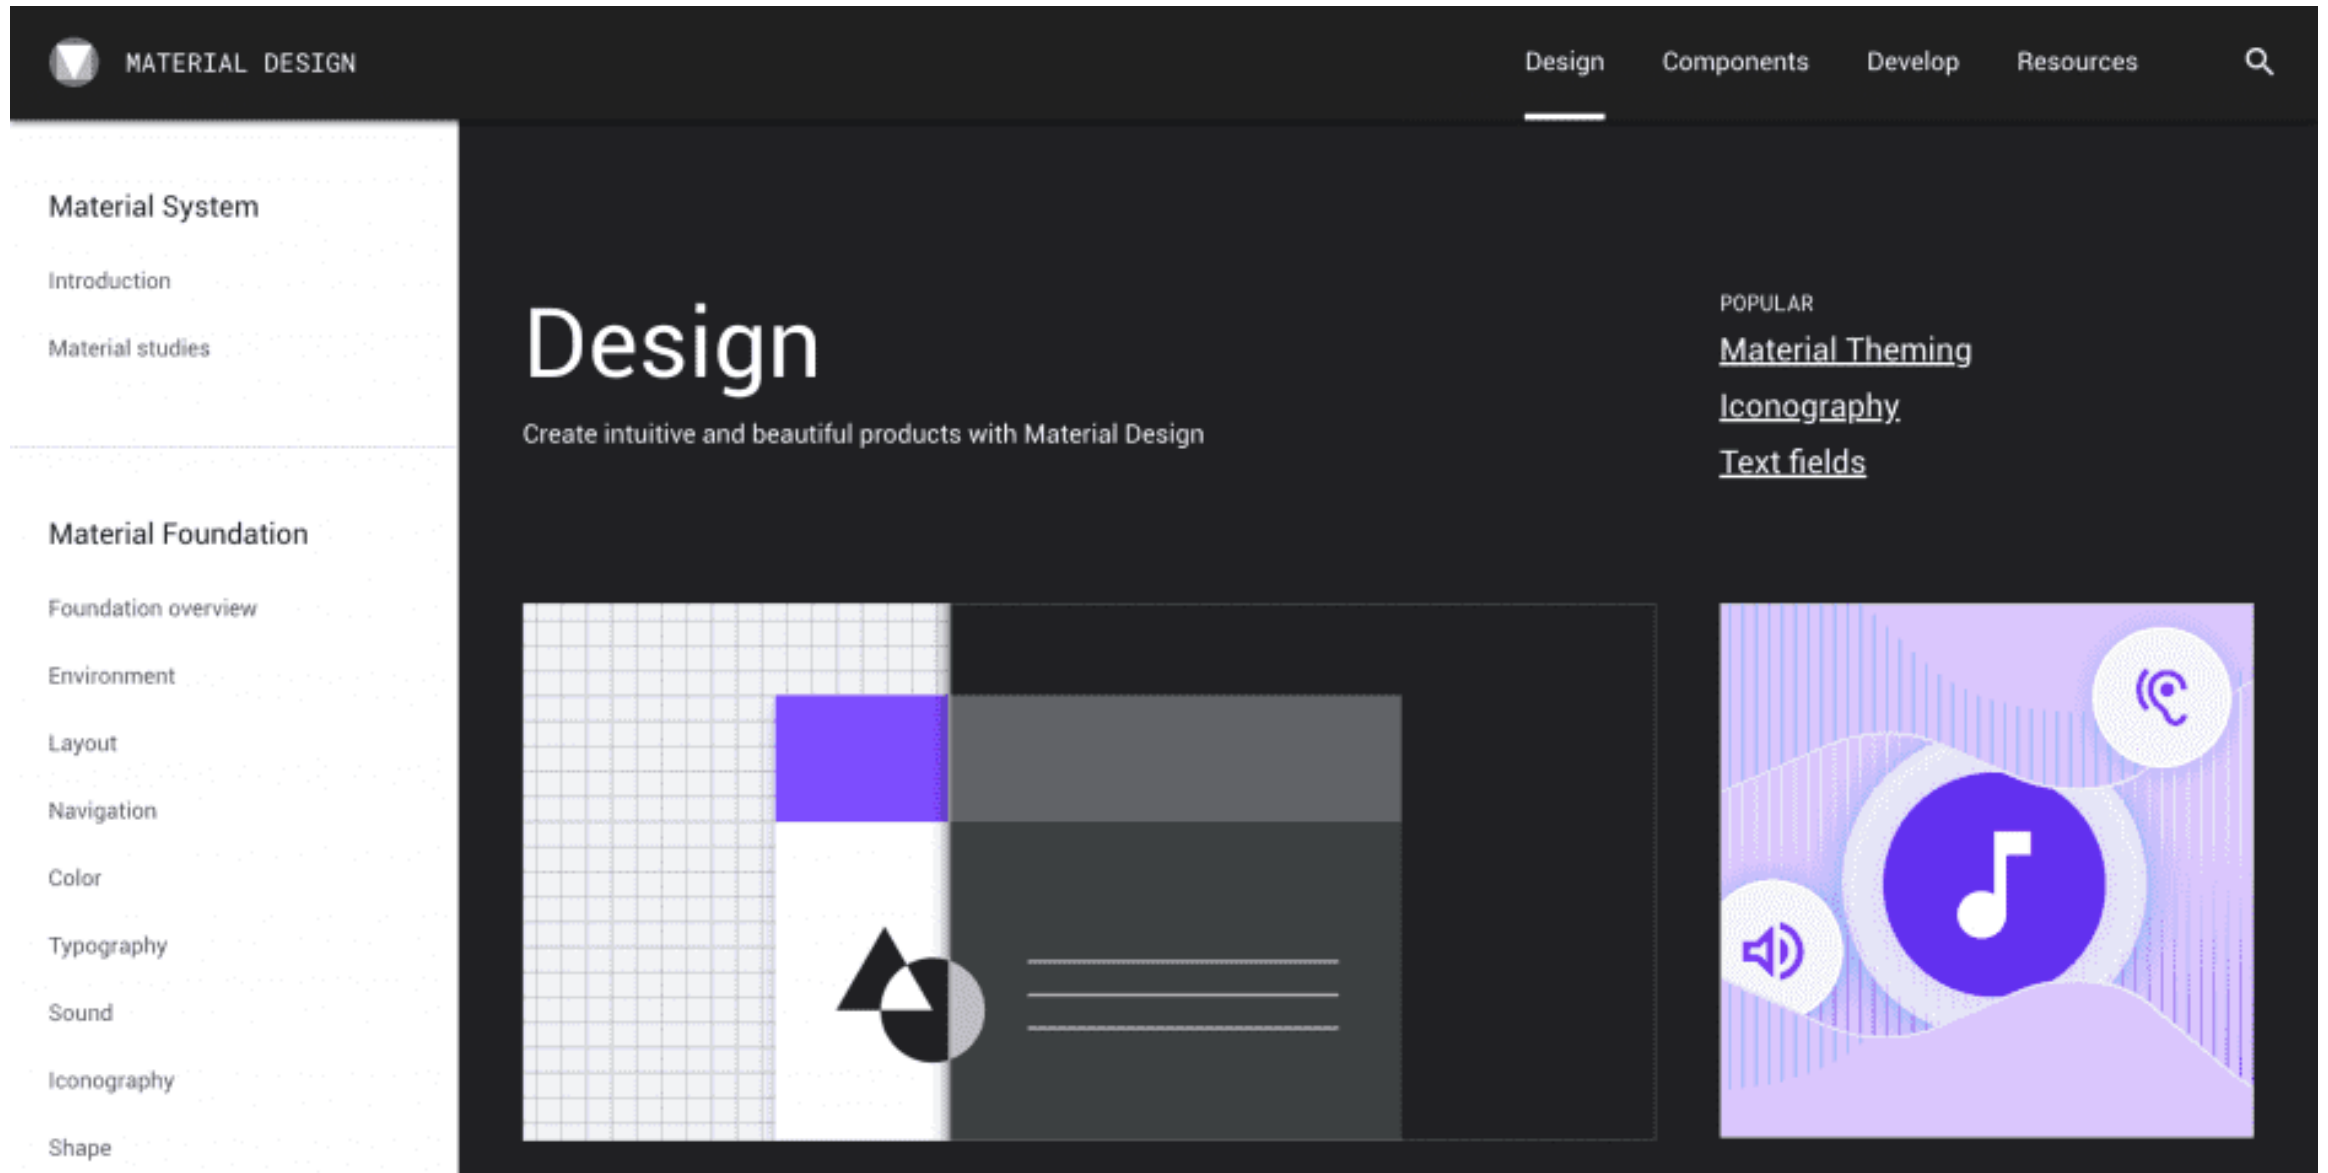 MATERIAL DESIGN
Design
Components
Develop
Resources
Material System
Introduction
Material studies
Material Foundation
Foundation overview
Environment
Layout
Navigation
Color
Typography
Sound
Iconography
Shape
Design
Create intuitive and beautiful products with Material Design
POPULAR
Material Theming
Iconography
Text fields